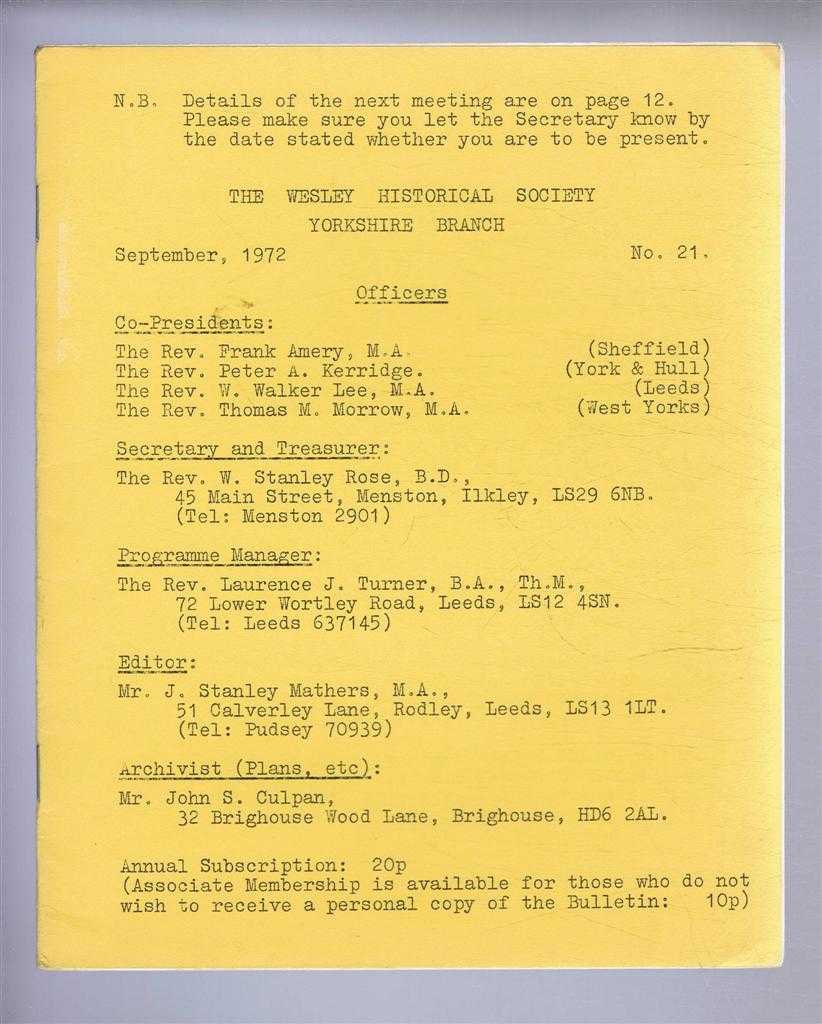 N.B. Details of the next meeting are on page 12.
Please make sure you let the Secretary know by
the date stated whether you are to be present.
THE WESLEY HISTORICAL SOCIETY
YORKSHIRE BRANCH
September, 1972 No. 21.
Officers
Co-Presidents:
The Rev. Frank Amery, M.A. (Sheffield)
The Rev. Peter A. Kerridge. (York & Hull)
The Rev. W. Walker Lee, M.A. (Leeds)
The Rev. Thomas M. Morrow, M.A. (West Yorks)
Secretary and Treasurer:
The Rev. W. Stanley Rose, B.D.,
45 Main Street, Menston, Ilkley, LS29 6NB.
(Tel: Menston 2901)
Programme Manager:
The Rev. Laurence J. Turner, B.A., Th.M.,
72 Lower Wortley Road, Leeds, LS12 4SN.
(Tel: Leeds 637145)
Editor:
Mr. J. Stanley Mathers, M.A.,
51 Calverley Lane, Rodley, Leeds, LS13 1LT.
(Tel: Pudsey 70939)
Archivist (Plans, etc):
Mr. John S. Culpan,
32 Brighouse Wood Lane, Brighouse, HD6 2AL.
Annual Subscription: 20p
(Associate Membership is available for those who do not
wish to receive a personal copy of the Bulletin: 10p)